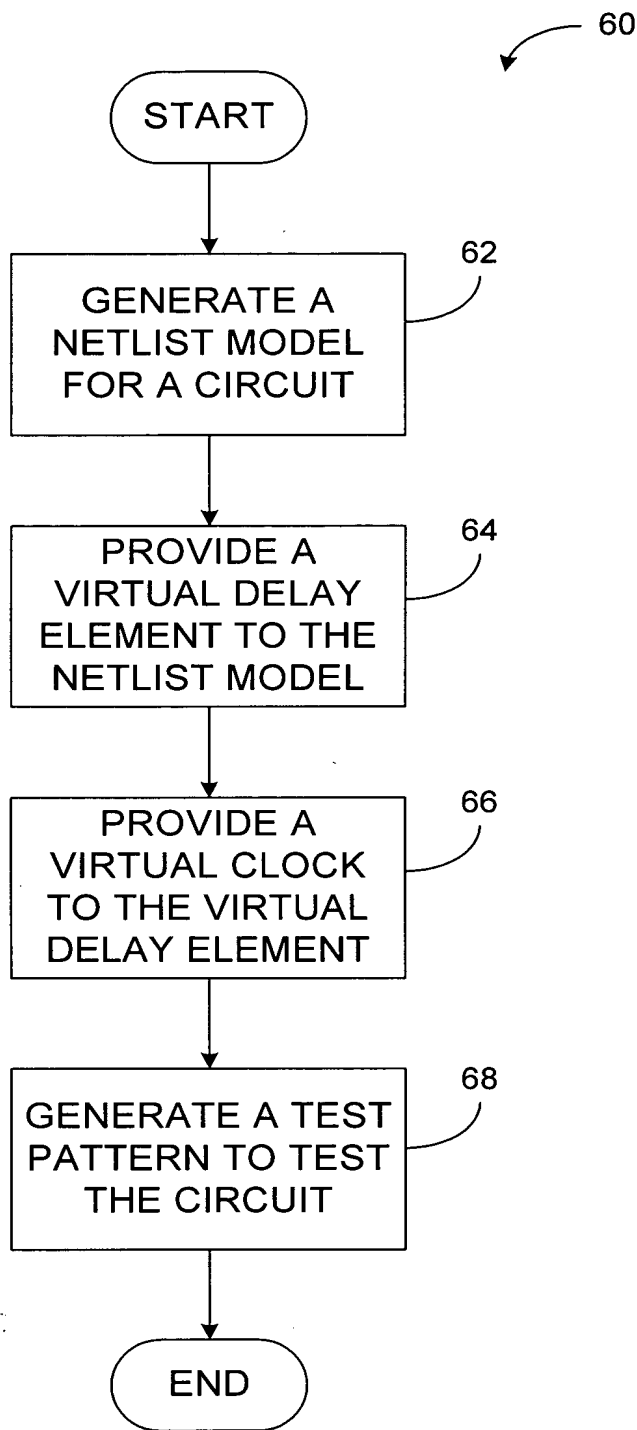 60
START
62
GENERATE A
NETLIST MODEL
FOR A CIRCUIT
64
PROVIDE A
VIRTUAL DELAY
ELEMENT TO THE
NETLIST MODEL
66
PROVIDE A
VIRTUAL CLOCK
TO THE VIRTUAL
DELAY ELEMENT
68
GENERATE A TEST
PATTERN TO TEST
THE CIRCUIT
END